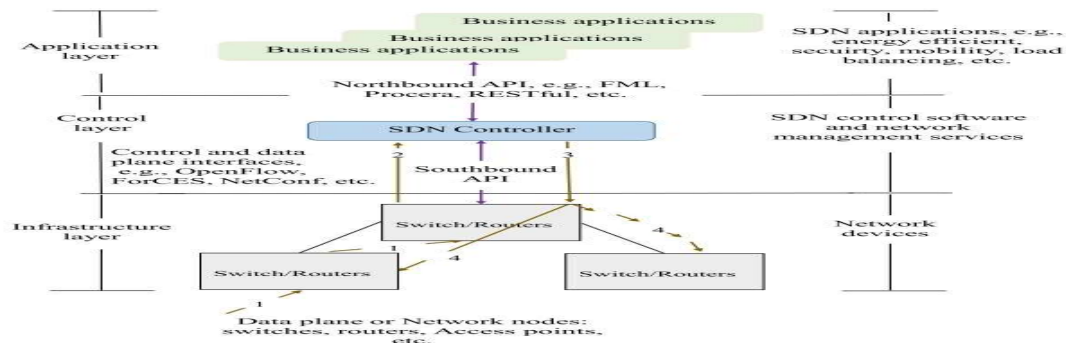 Business applications
Business applications
Business applications
Application
layer
SDN applications, e.g.,
energy efficient,
secuirty, mobility, load
balancing, etc.
Northbound API, e.g., FML,
Procera, RESTful, etc.
Control
layer
SDN Controller
SDN control software
and network
management services
Control and data
plane interfaces,
e.g., OpenFlow,
ForCES, NetConf, etc.
2
3
Southbound
API
Infrastructure
layer
Switch/Routers
Network
devices
1
4
4
Switch/Routers
Switch/Routers
1
Data plane or Network nodes:
switches, routers, Access points,
etc.